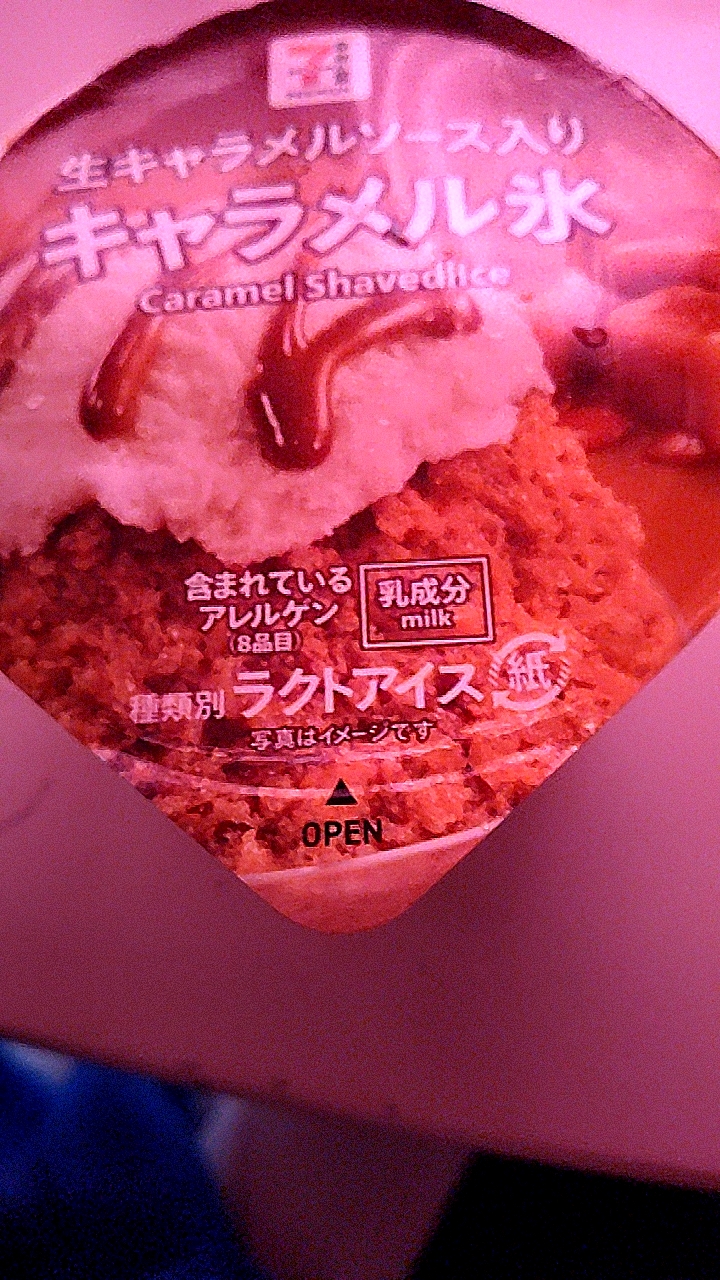 生キャラメルソース入り
キャラメル氷
Caramel Shaved Ice
含まれている
アレルゲン
(8品目)
乳成分
milk
種類別 ラクトアイス
紙
写真はイメージです
OPEN